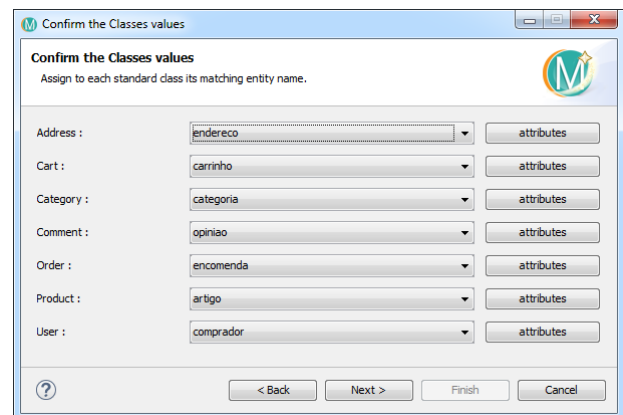 Confirm the Classes values
Confirm the Classes values
Assign to each standard class its matching entity name.
M
Address : endereco attributes
Cart : carrinho attributes
Category : categoria attributes
Comment : opiniao attributes
Order : encomenda attributes
Product : artigo attributes
User : comprador attributes
? < Back Next > Finish Cancel